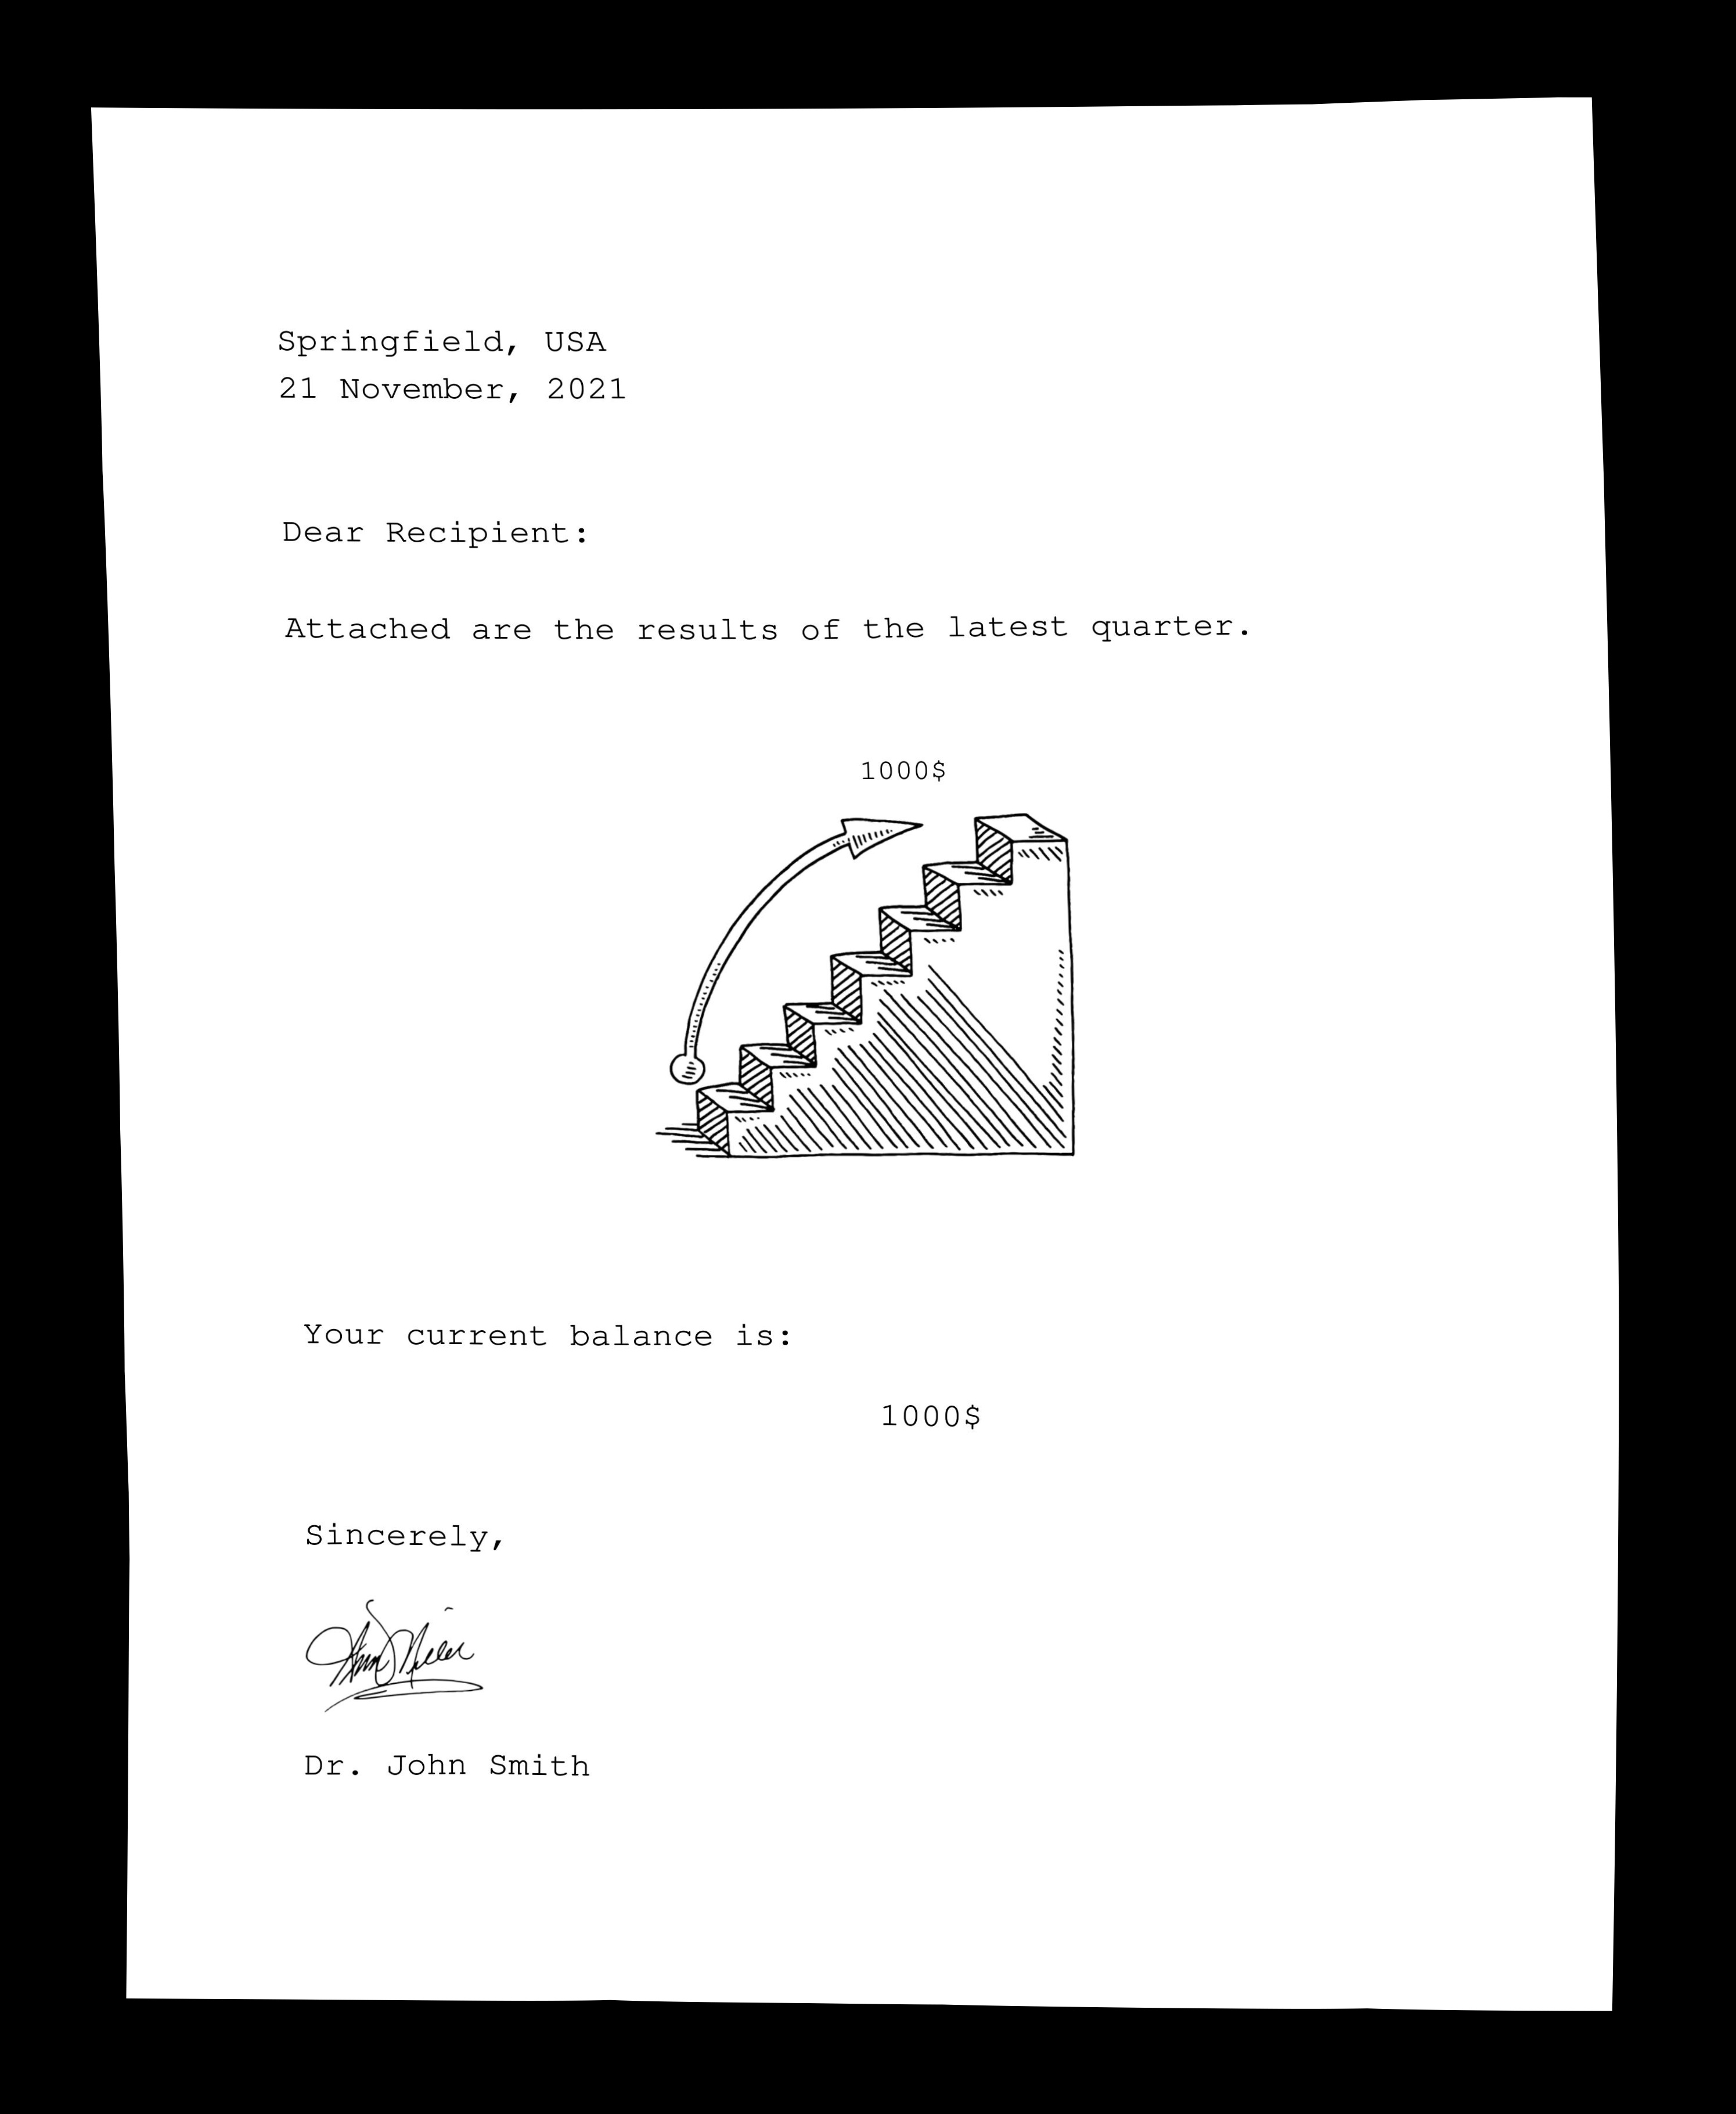 Springfield, USA
21 November, 2021
Dear Recipient:
Attached are the results of the latest quarter.
1000$
Your current balance is:
1000$
Sincerely,
Dr. John Smith